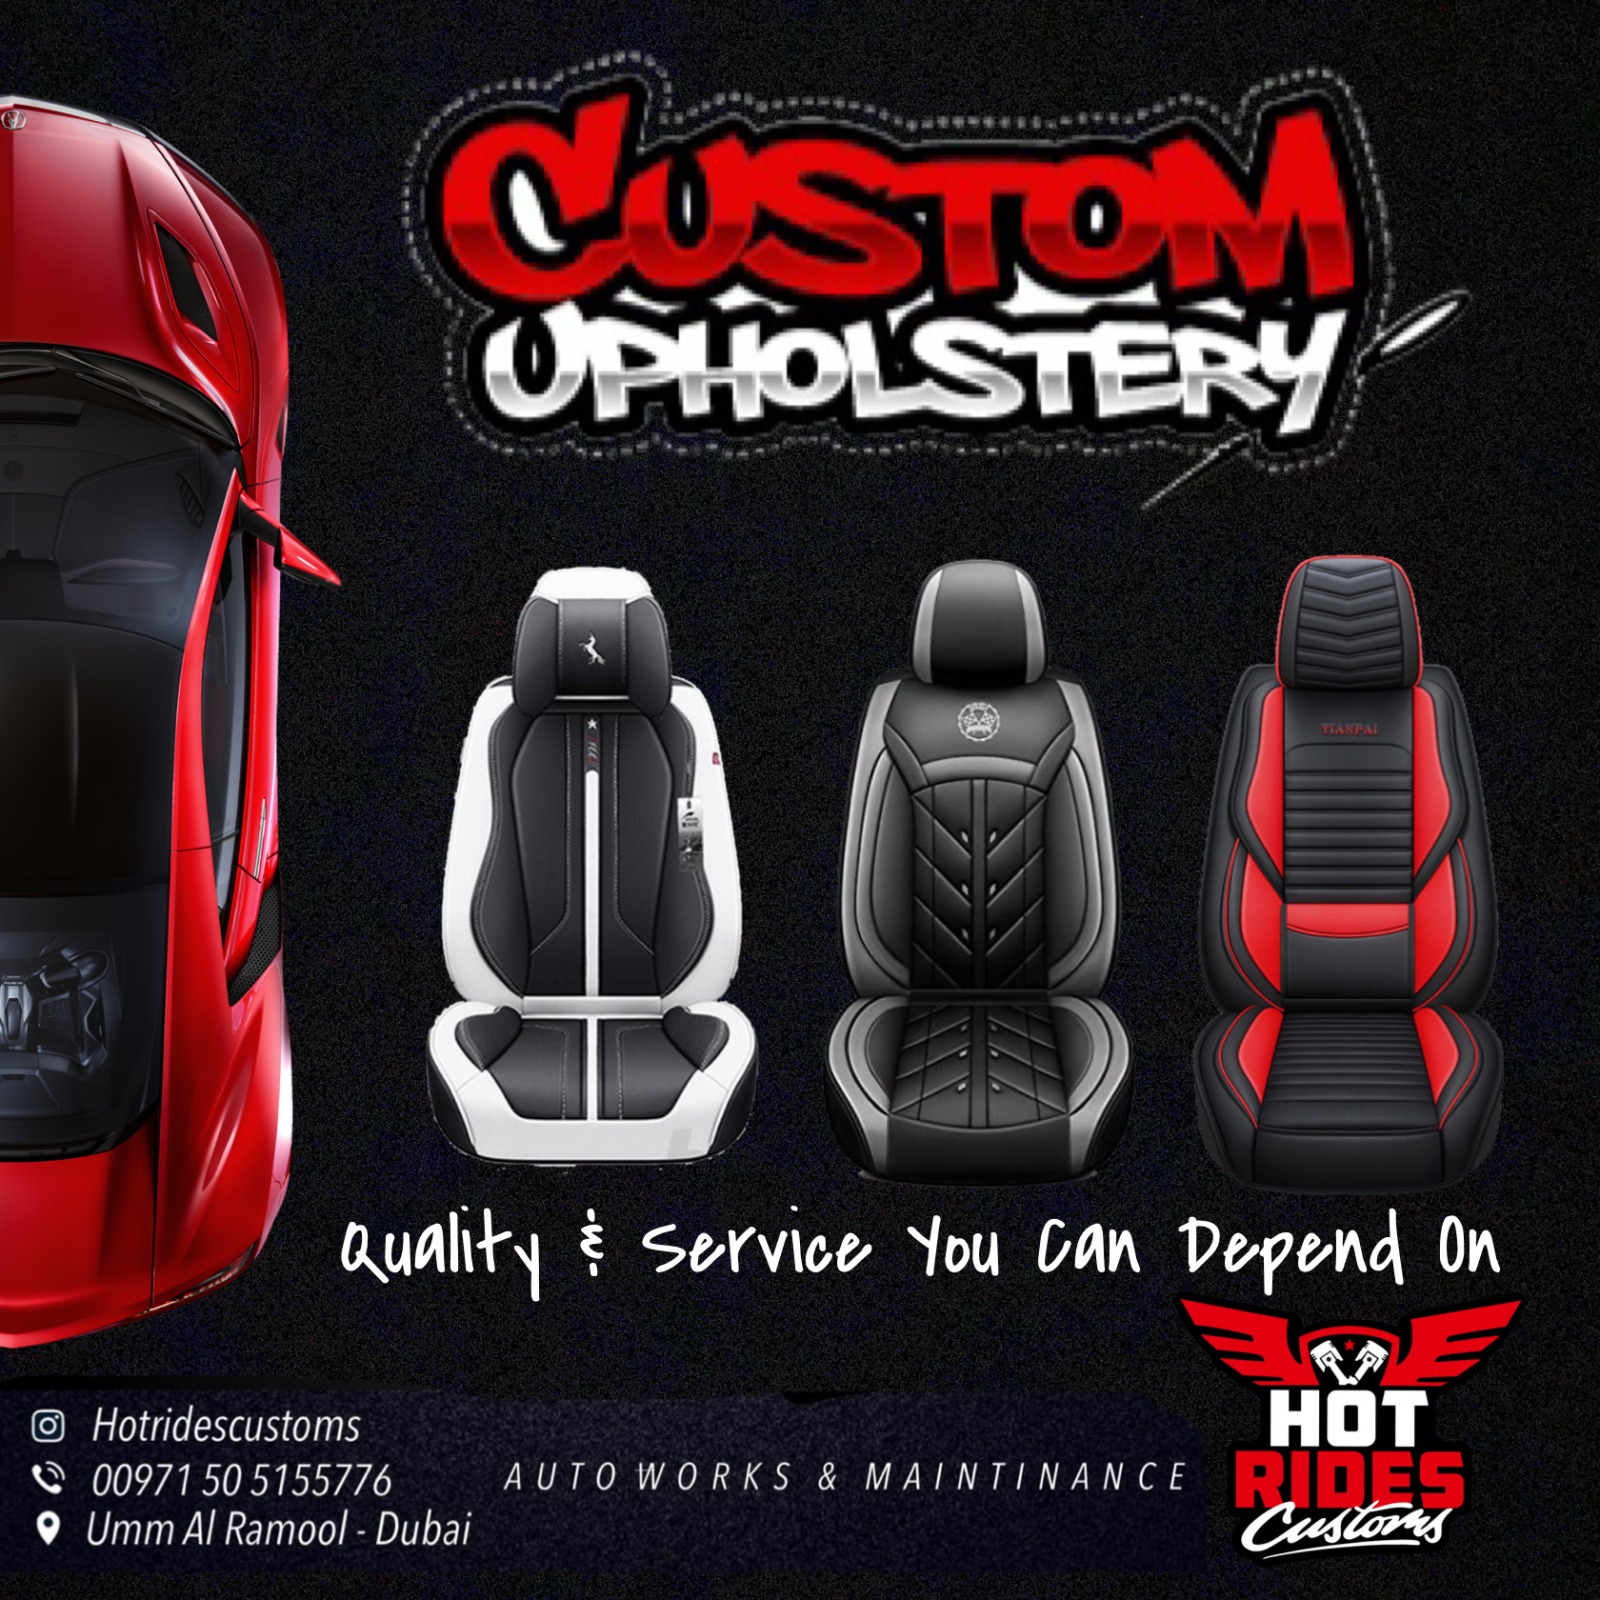 CUSTOM
UPHOLSTERY
TIANPAI
Quality & Service You Can Depend On
HOT
RIDES
Customs
Hotridescustoms
00971 50 5155776
Umm Al Ramool - Dubai
AUTO WORKS & MAINTINANCE